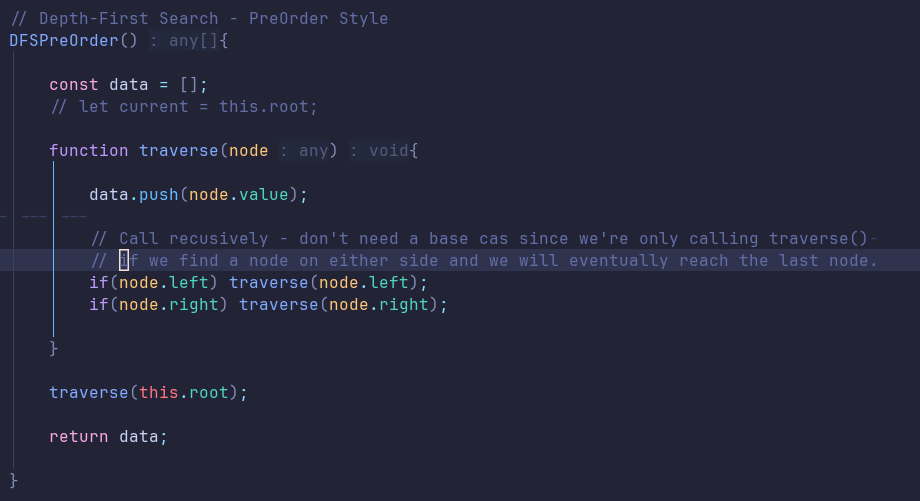 // Depth-First Search - PreOrder Style
DFSPreOrder() : any[]{
const data = [];
// let current = this.root;
function traverse(node : any) : void{
data.push(node.value);
// Call recusively - don't need a base cas since we're only calling traverse()-
// if we find a node on either side and we will eventually reach the last node.
if(node.left) traverse(node.left);
if(node.right) traverse(node.right);
}
traverse(this.root);
return data;
}